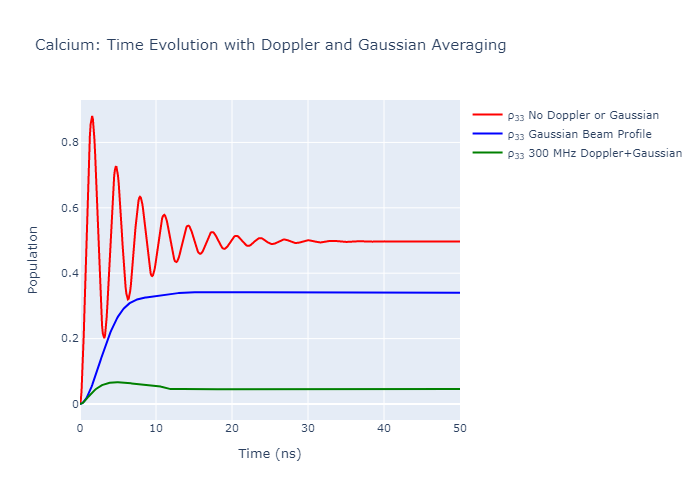 Calcium: Time Evolution with Doppler and Gaussian Averaging
ρ₃₃ No Doppler or Gaussian
ρ₃₃ Gaussian Beam Profile
ρ₃₃ 300 MHz Doppler+Gaussian
Population
0.8
0.6
0.4
0.2
0
0 10 20 30 40 50
Time (ns)